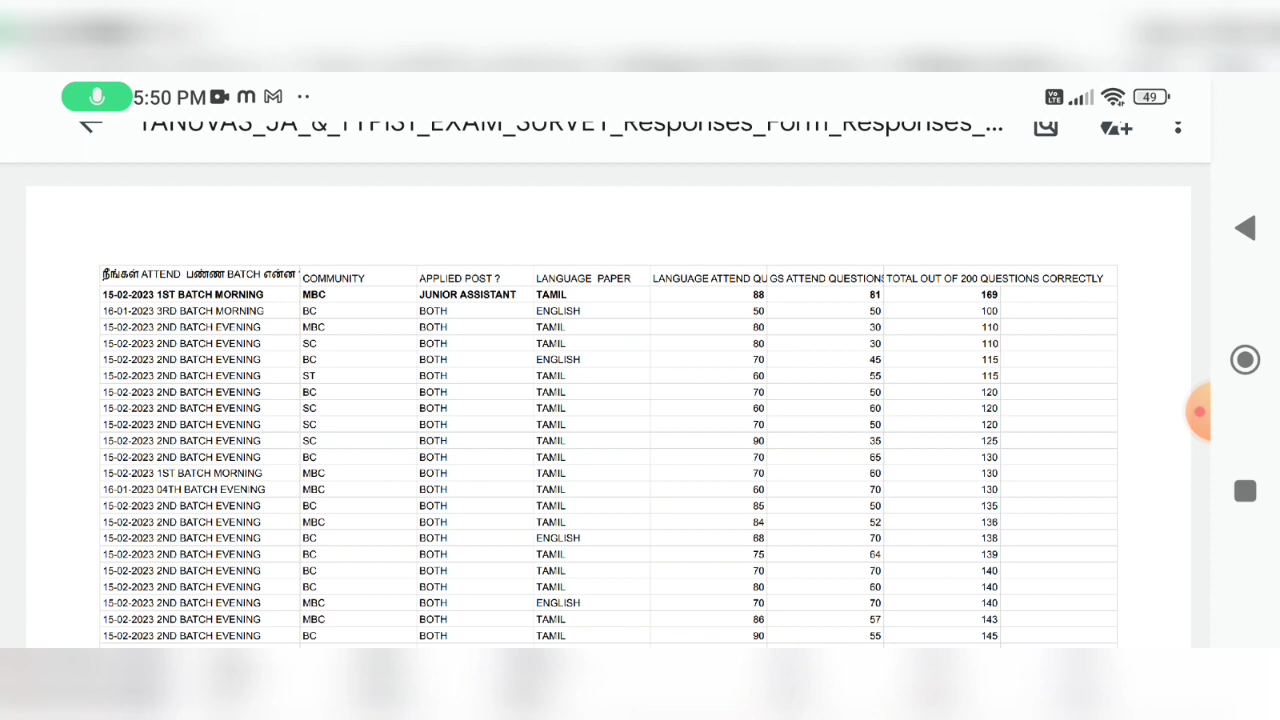 5:50 PM
VoLTE 49
TANUVAS_JA_&_TYPIST_EXAM_SURVEY_Responses_Form_Responses_...
நீங்கள் ATTEND பண்ண BATCH என்ன ? COMMUNITY APPLIED POST ? LANGUAGE PAPER LANGUAGE ATTEND QU GS ATTEND QUESTIONS TOTAL OUT OF 200 QUESTIONS CORRECTLY
15-02-2023 1ST BATCH MORNING MBC JUNIOR ASSISTANT TAMIL 88 81 169
16-01-2023 3RD BATCH MORNING BC BOTH ENGLISH 50 50 100
15-02-2023 2ND BATCH EVENING MBC BOTH TAMIL 80 30 110
15-02-2023 2ND BATCH EVENING SC BOTH TAMIL 80 30 110
15-02-2023 2ND BATCH EVENING BC BOTH ENGLISH 70 45 115
15-02-2023 2ND BATCH EVENING ST BOTH TAMIL 60 55 115
15-02-2023 2ND BATCH EVENING BC BOTH TAMIL 70 50 120
15-02-2023 2ND BATCH EVENING SC BOTH TAMIL 60 60 120
15-02-2023 2ND BATCH EVENING SC BOTH TAMIL 70 50 120
15-02-2023 2ND BATCH EVENING SC BOTH TAMIL 90 35 125
15-02-2023 2ND BATCH EVENING BC BOTH TAMIL 70 65 130
15-02-2023 1ST BATCH MORNING MBC BOTH TAMIL 70 60 130
16-01-2023 04TH BATCH EVENING MBC BOTH TAMIL 60 70 130
15-02-2023 2ND BATCH EVENING BC BOTH TAMIL 85 50 135
15-02-2023 2ND BATCH EVENING MBC BOTH TAMIL 84 52 136
15-02-2023 2ND BATCH EVENING BC BOTH ENGLISH 68 70 138
15-02-2023 2ND BATCH EVENING BC BOTH TAMIL 75 64 139
15-02-2023 2ND BATCH EVENING BC BOTH TAMIL 70 70 140
15-02-2023 2ND BATCH EVENING BC BOTH TAMIL 80 60 140
15-02-2023 2ND BATCH EVENING MBC BOTH ENGLISH 70 70 140
15-02-2023 2ND BATCH EVENING MBC BOTH TAMIL 86 57 143
15-02-2023 2ND BATCH EVENING BC BOTH TAMIL 90 55 145